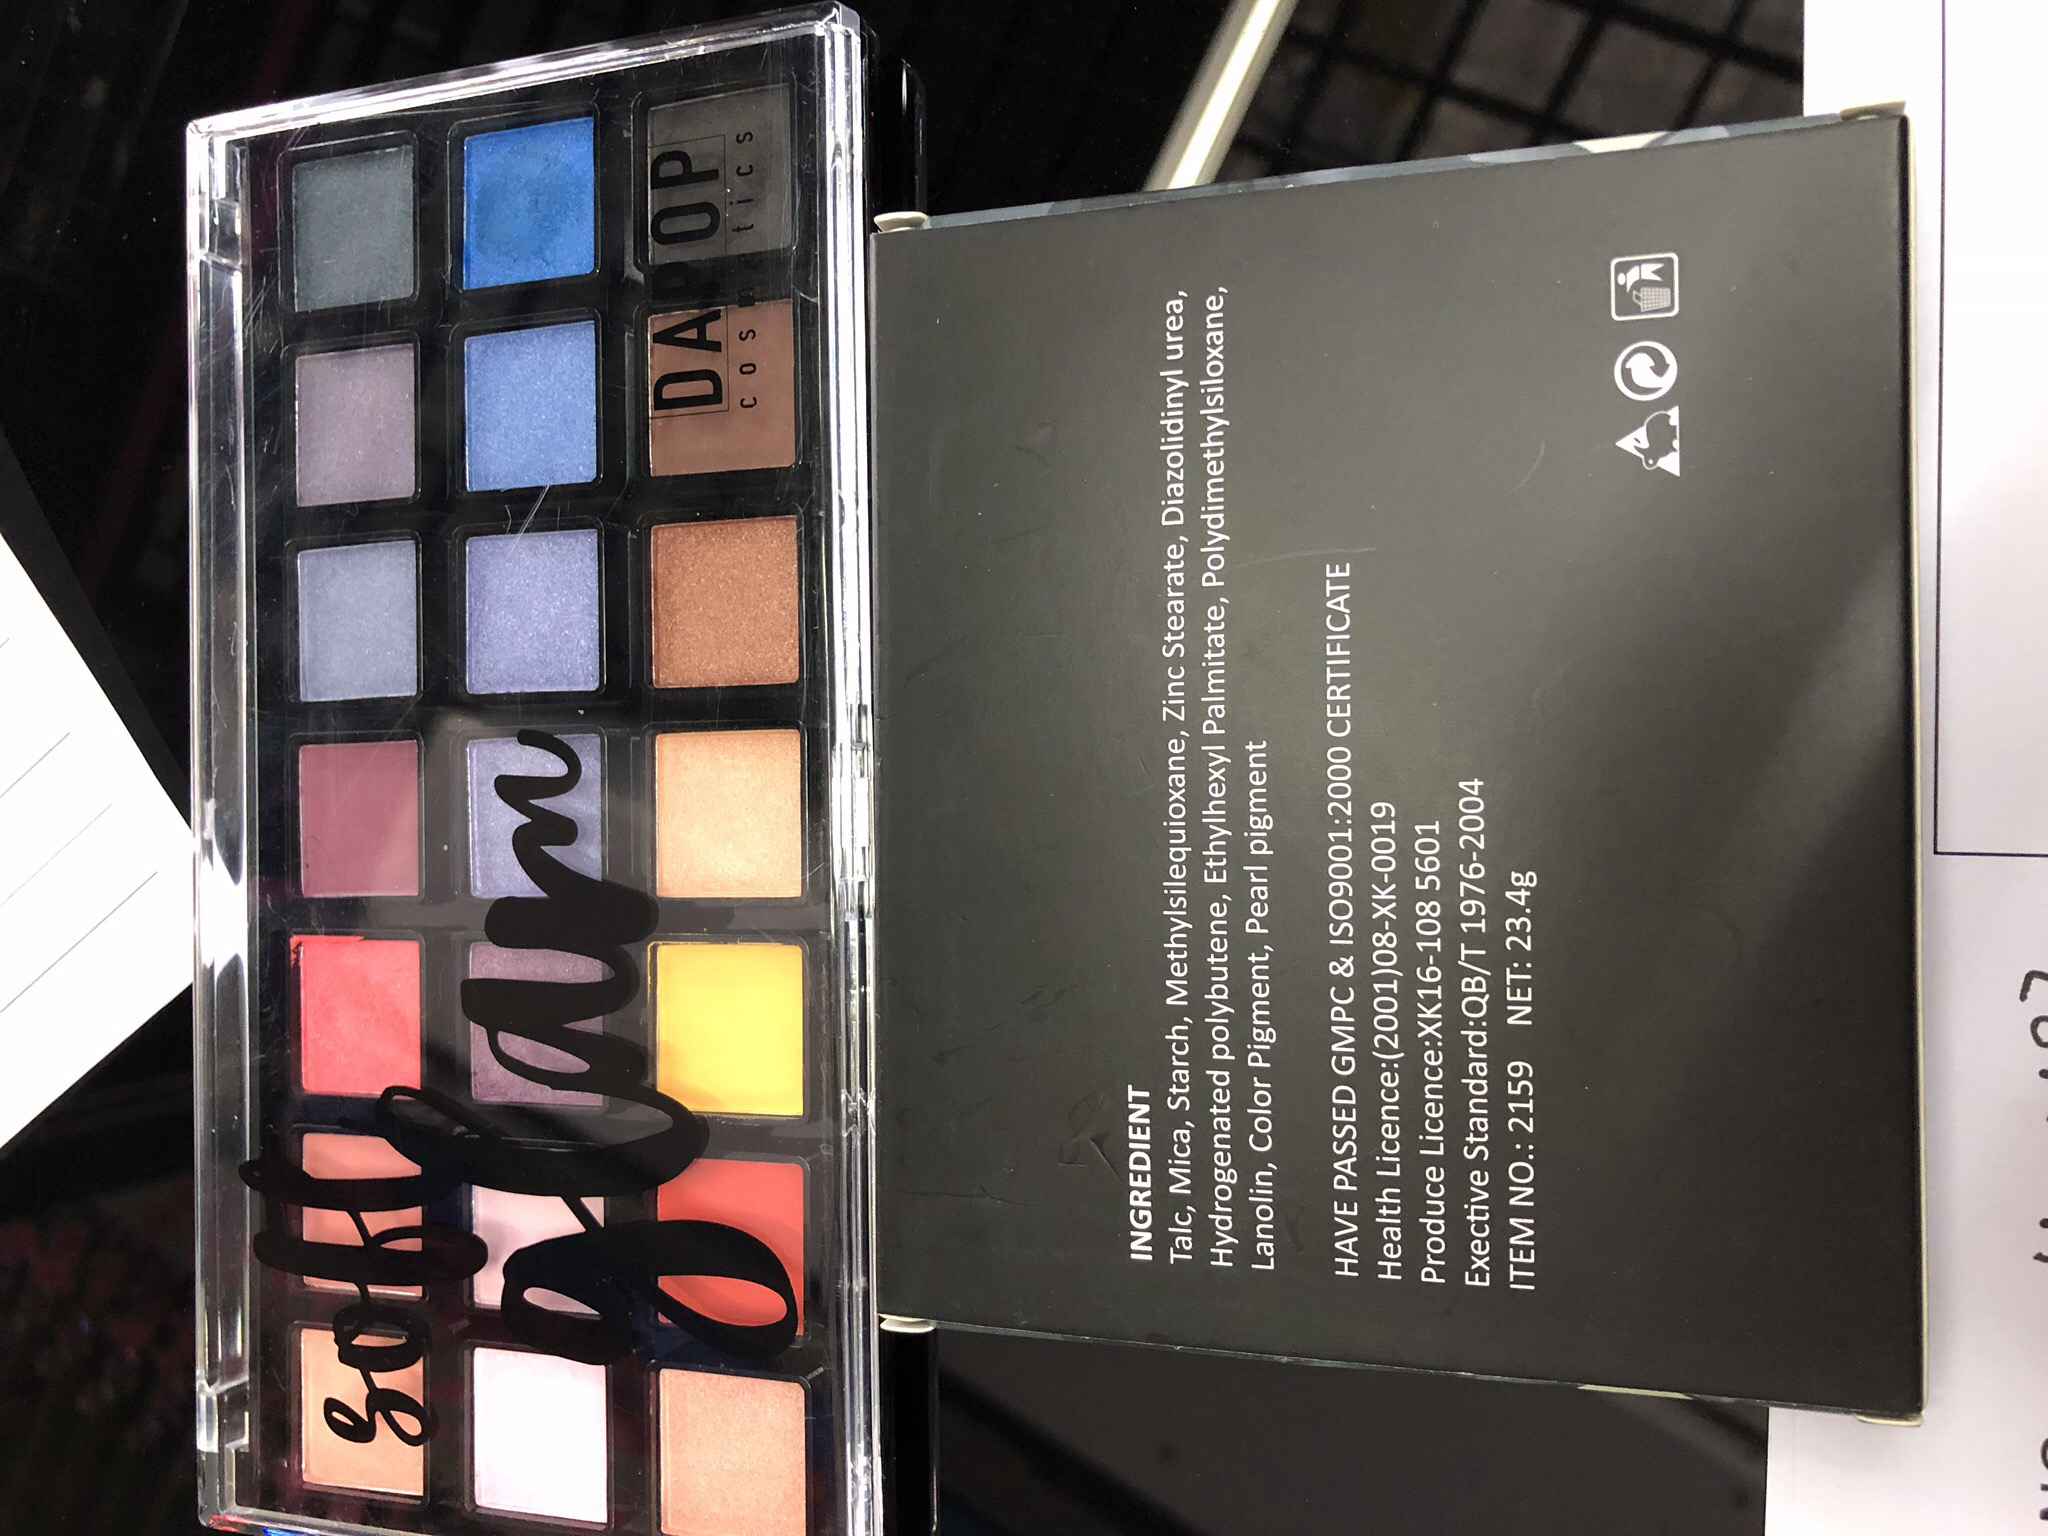 soft
glam
DAPOP
cosmetics
INGREDIENT
Talc, Mica, Starch, Methylsilequioxane, Zinc Stearate, Diazolidinyl urea,
Hydrogenated polybutene, Ethylhexyl Palmitate, Polydimethylsiloxane,
Lanolin, Color Pigment, Pearl pigment
HAVE PASSED GMPC & ISO9001:2000 CERTIFICATE
Health Licence:(2001)08-XK-0019
Produce Licence:XK16-108 5601
Exective Standard:QB/T 1976-2004
ITEM NO.: 2159 NET: 23.4g